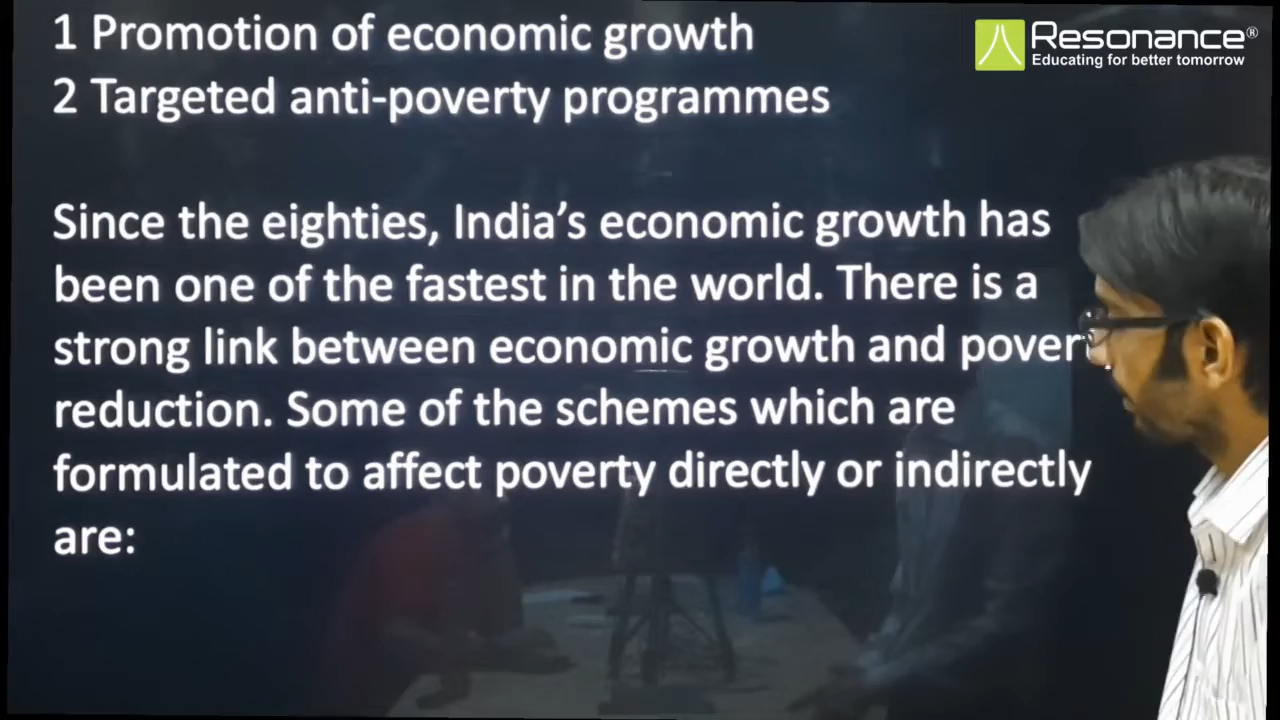 1 Promotion of economic growth
2 Targeted anti-poverty programmes
Resonance®
Educating for better tomorrow
Since the eighties, India's economic growth has
been one of the fastest in the world. There is a
strong link between economic growth and pover
reduction. Some of the schemes which are
formulated to affect poverty directly or indirectly
are: